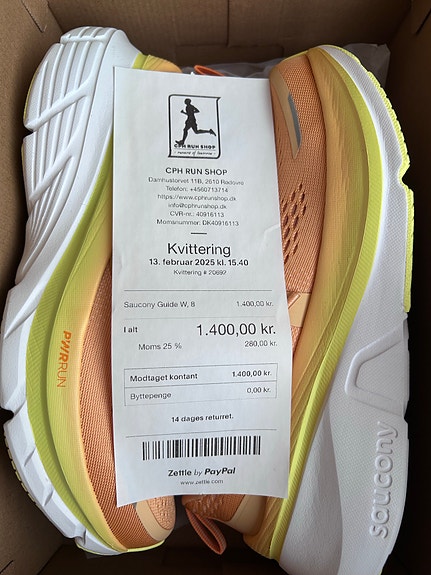 CPH RUN SHOP
CPH RUN SHOP
Damhustorvet 11B, 2610 Rødovre
Telefon: +4560713714
https://www.cphrunshop.dk
info@cphrunshop.dk
CVR-nr.: 40916113
Momsnummer: DK40916113
Kvittering
13. februar 2025 kl. 15.40
Kvittering # 20692
Saucony Guide W, 8 1.400,00 kr.
I alt 1.400,00 kr.
Moms 25 % 280,00 kr.
Modtaget kontant 1.400,00 kr.
Byttepenge 0,00 kr.
14 dages returret.
Zettle by PayPal
www.zettle.com
PWRRUN
saucony